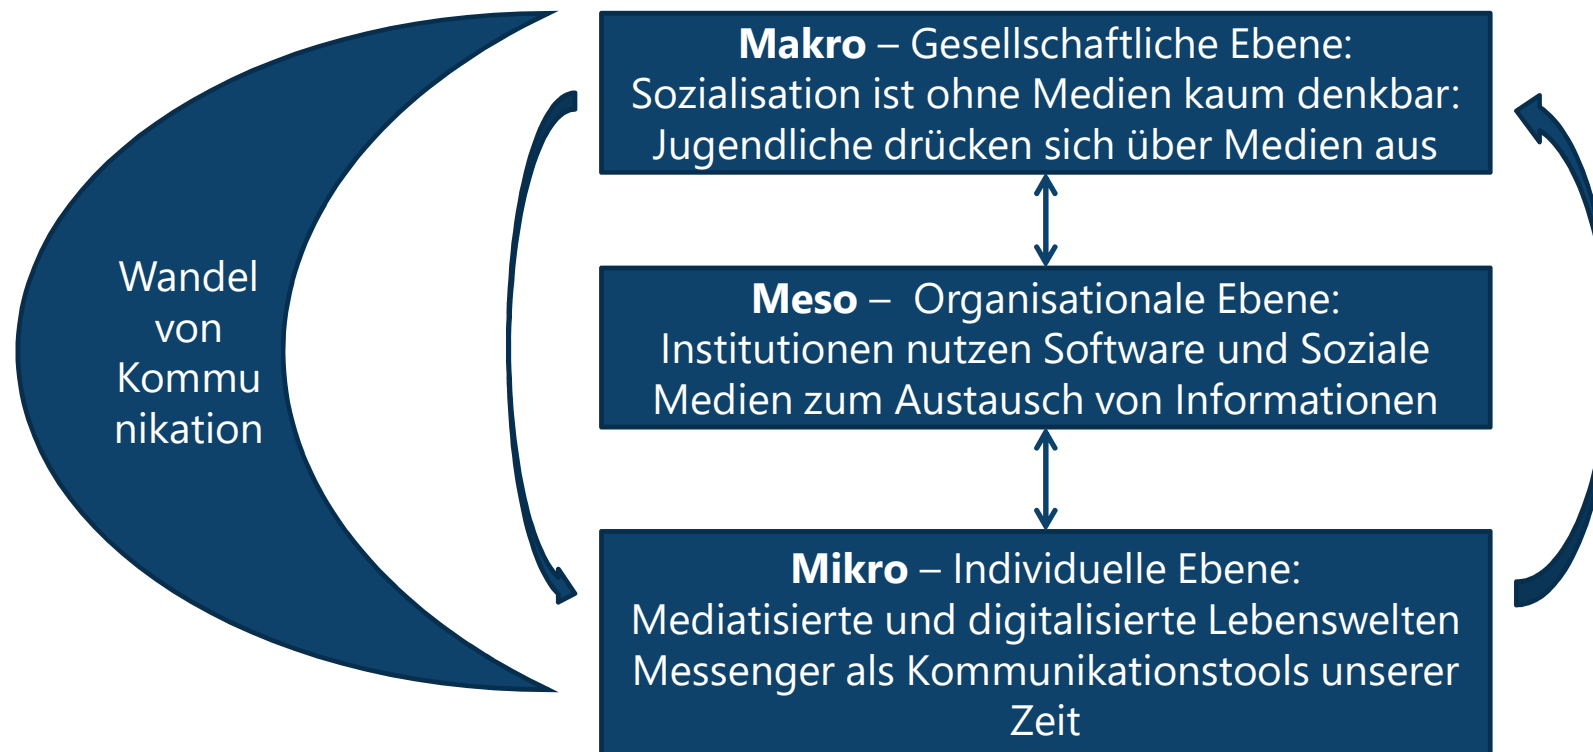 Makro – Gesellschaftliche Ebene:
Sozialisation ist ohne Medien kaum denkbar:
Jugendliche drücken sich über Medien aus
Wandel
von
Kommu
nikation
Meso –  Organisationale Ebene:
Institutionen nutzen Software und Soziale
Medien zum Austausch von Informationen
Mikro – Individuelle Ebene:
Mediatisierte und digitalisierte Lebenswelten
Messenger als Kommunikationstools unserer
Zeit